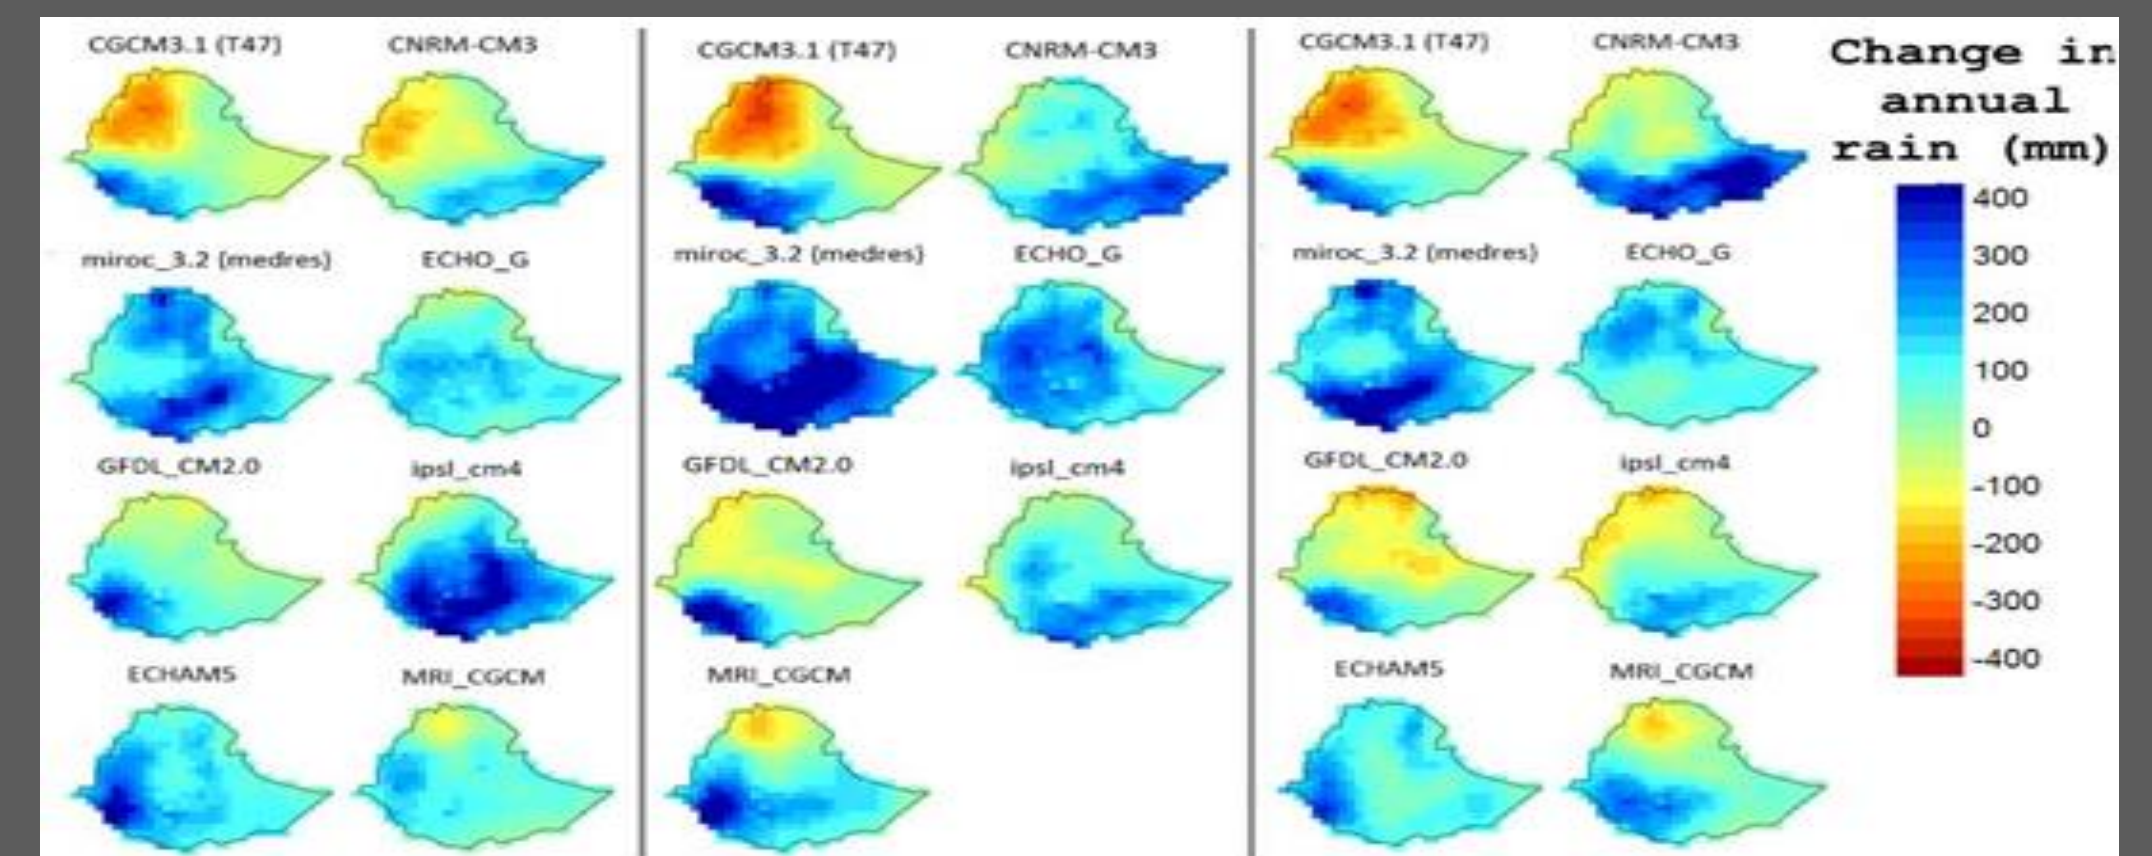 CGCM3.1 (T47) CNRM-CM3
miroc_3.2 (medres) ECHO_G
GFDL_CM2.0 ipsl_cm4
ECHAM5 MRI_CGCM
CGCM3.1 (T47) CNRM-CM3
miroc_3.2 (medres) ECHO_G
GFDL_CM2.0 ipsl_cm4
MRI_CGCM
CGCM3.1 (T47) CNRM-CM3
miroc_3.2 (medres) ECHO_G
GFDL_CM2.0 ipsl_cm4
ECHAM5 MRI_CGCM
Change in
annual
rain (mm)
400
300
200
100
0
-100
-200
-300
-400